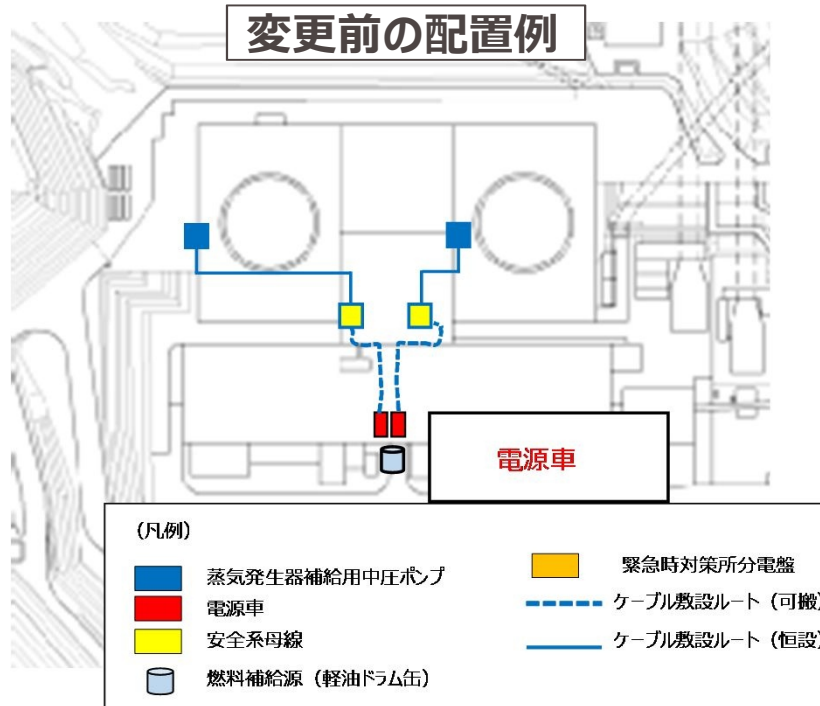 変更前の配置例
電源車
(凡例)
蒸気発生器補給用中圧ポンプ
電源車
安全系母線
燃料補給源（軽油ドラム缶）
緊急時対策所分電盤
ケーブル敷設ルート（可搬）
ケーブル敷設ルート（恒設）